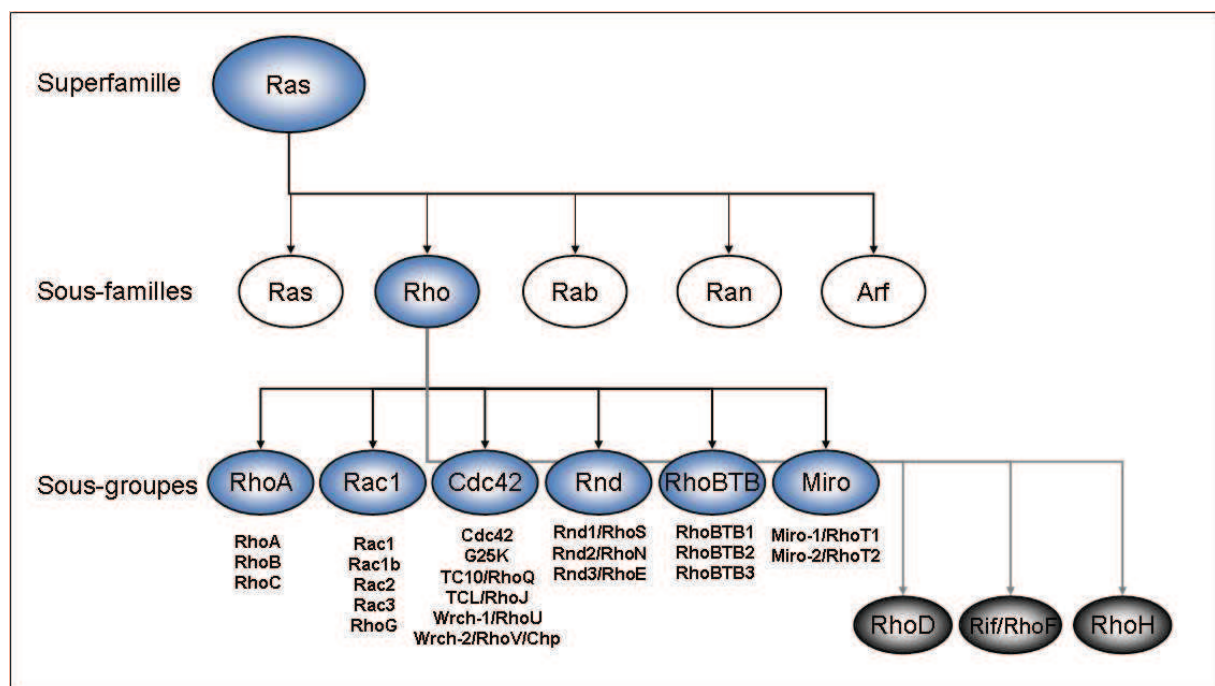 Superfamille
Ras
Sous-familles
Ras
Rho
Rab
Ran
Arf
Sous-groupes
RhoA
Rac1
Cdc42
Rnd
RhoBTB
Miro
RhoA
RhoB
RhoC
Rac1
Rac1b
Rac2
Rac3
RhoG
Cdc42
G25K
TC10/RhoQ
TCL/RhoJ
Wrch-1/RhoU
Wrch-2/RhoV/Chp
Rnd1/RhoS
Rnd2/RhoN
Rnd3/RhoE
RhoBTB1
RhoBTB2
RhoBTB3
Miro-1/RhoT1
Miro-2/RhoT2
RhoD
Rif/RhoF
RhoH